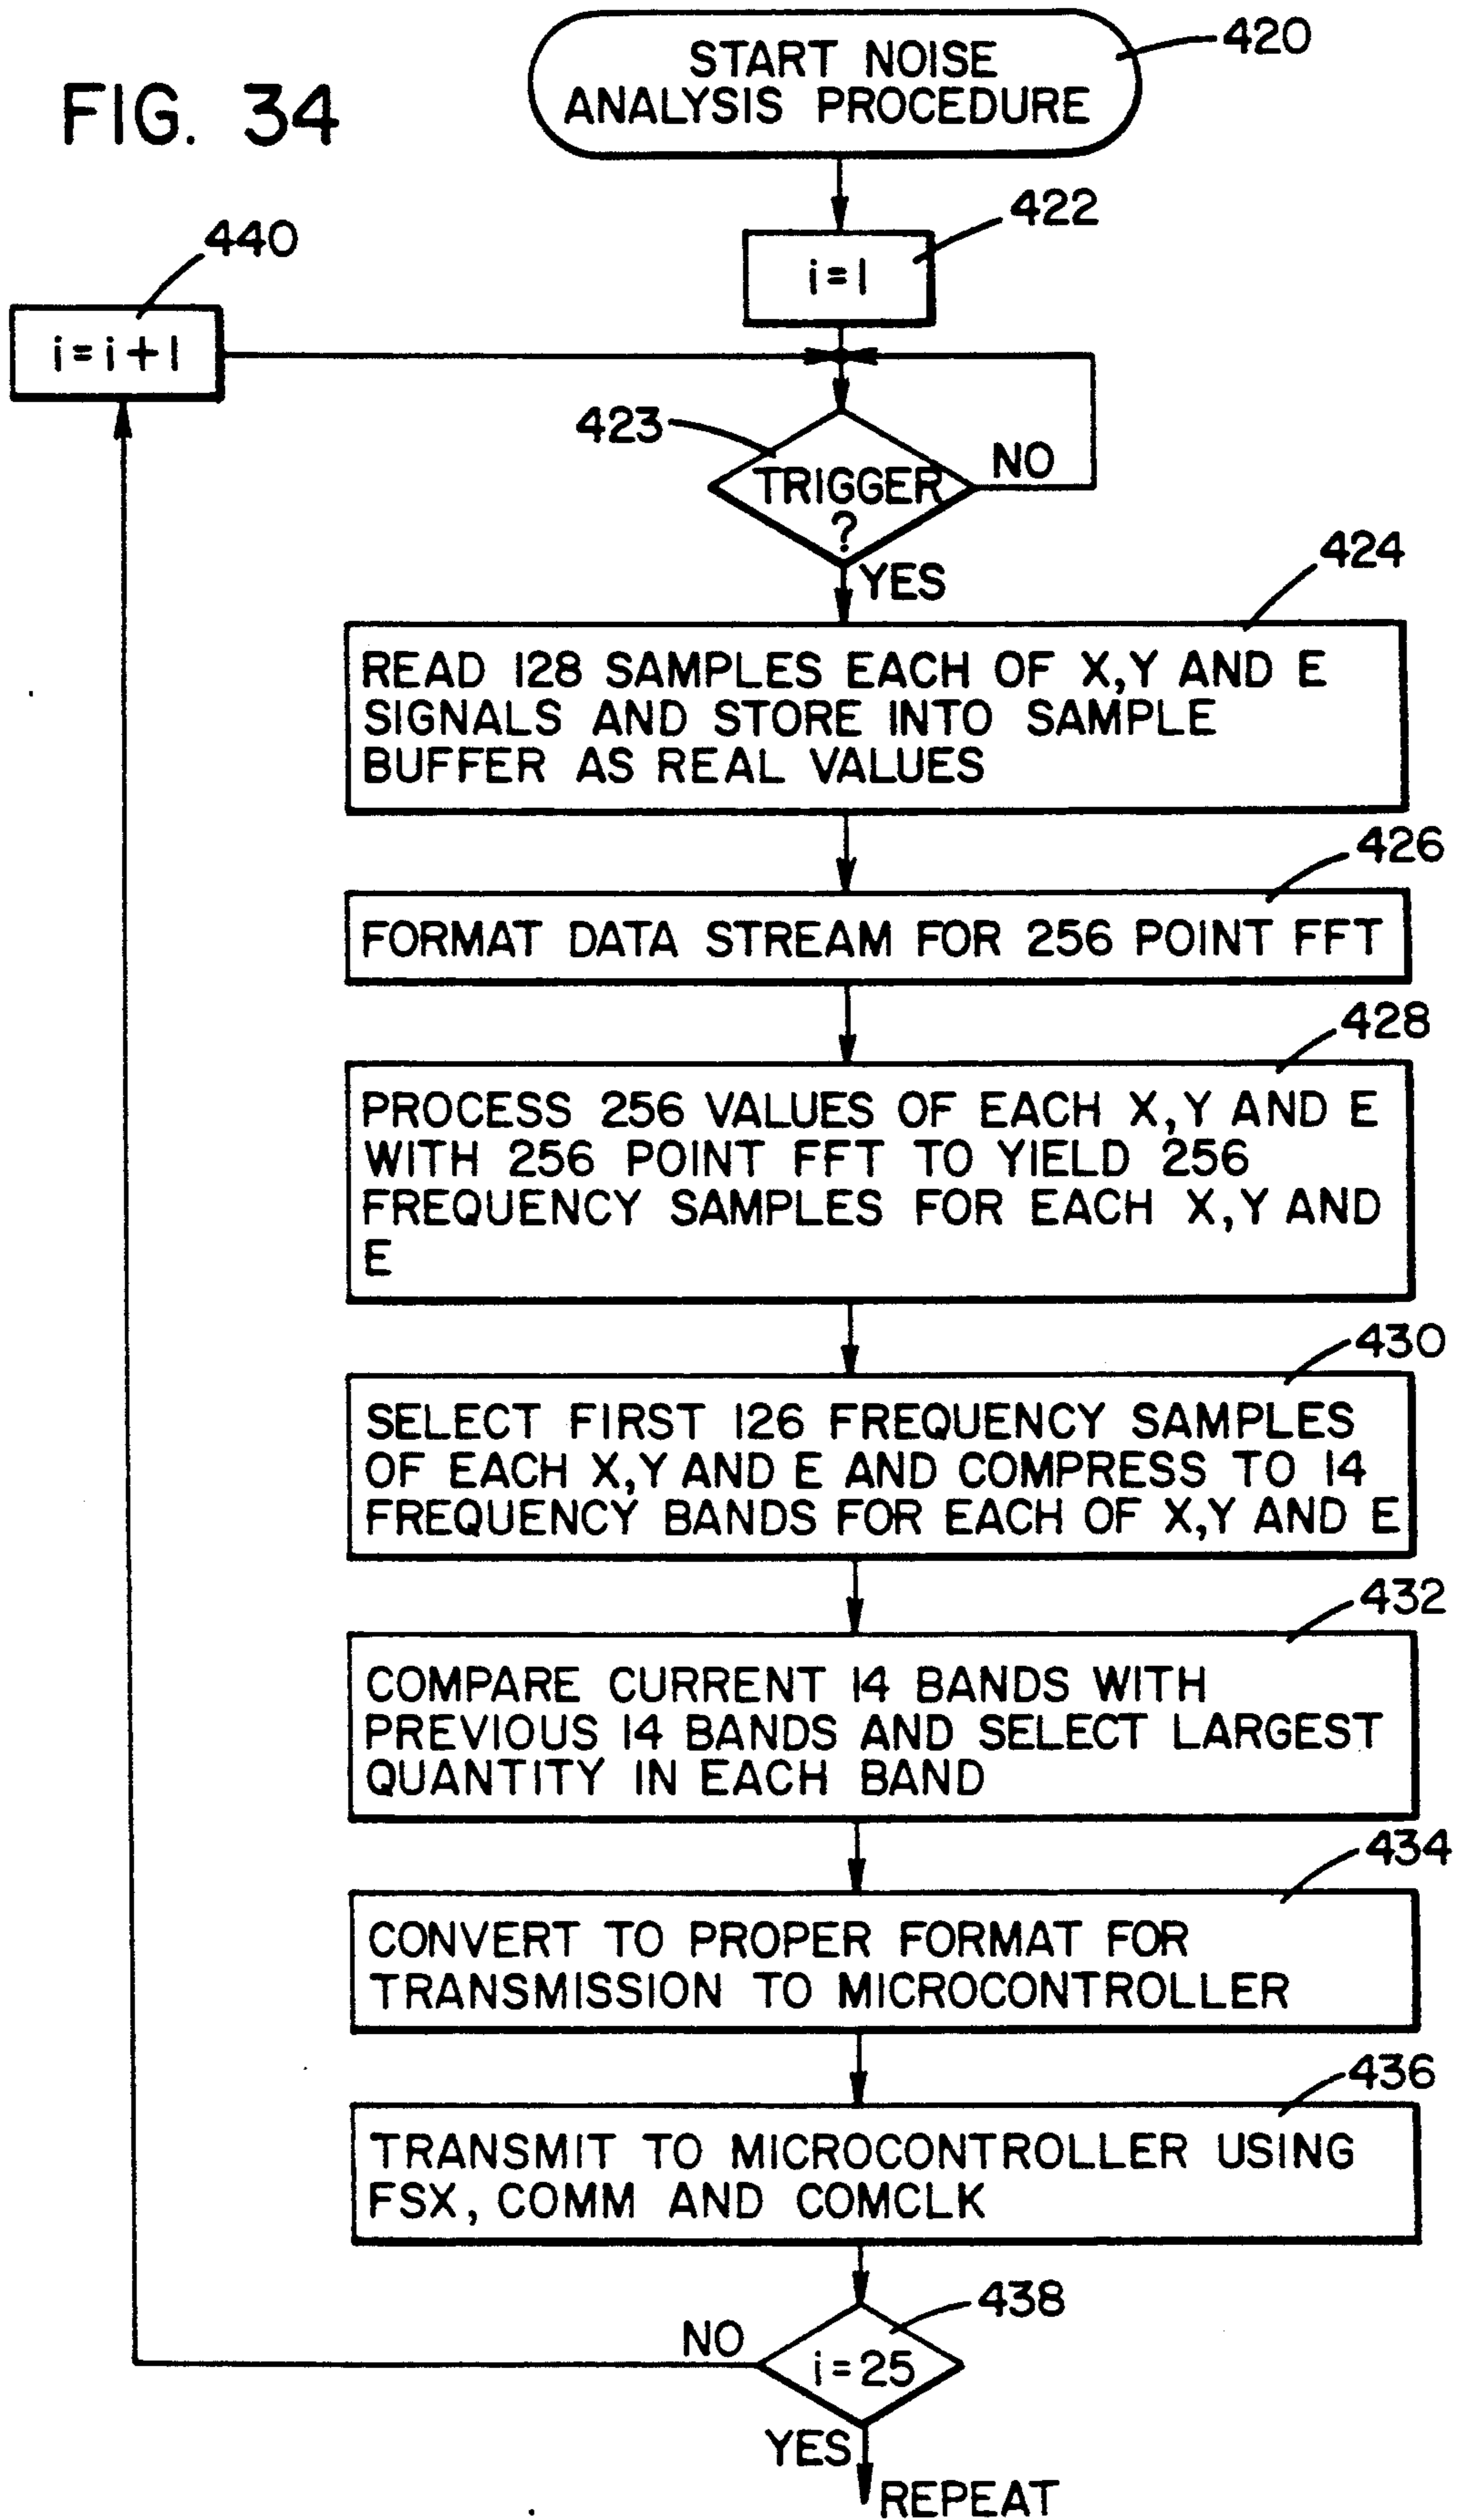 FIG. 34
START NOISE
ANALYSIS PROCEDURE
420
422
i=1
440
i=i+1
423
TRIGGER
?
NO
YES
424
READ 128 SAMPLES EACH OF X,Y AND E
SIGNALS AND STORE INTO SAMPLE
BUFFER AS REAL VALUES
426
FORMAT DATA STREAM FOR 256 POINT FFT
428
PROCESS 256 VALUES OF EACH X,Y AND E
WITH 256 POINT FFT TO YIELD 256
FREQUENCY SAMPLES FOR EACH X,Y AND
E
430
SELECT FIRST 126 FREQUENCY SAMPLES
OF EACH X,Y AND E AND COMPRESS TO 14
FREQUENCY BANDS FOR EACH OF X,Y AND E
432
COMPARE CURRENT 14 BANDS WITH
PREVIOUS 14 BANDS AND SELECT LARGEST
QUANTITY IN EACH BAND
434
CONVERT TO PROPER FORMAT FOR
TRANSMISSION TO MICROCONTROLLER
436
TRANSMIT TO MICROCONTROLLER USING
FSX, COMM AND COMCLK
438
NO
i=25
YES
REPEAT